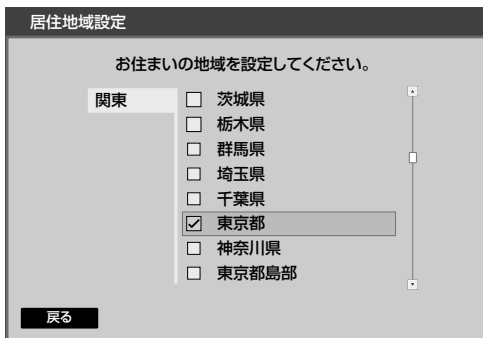 居住地域設定
お住まいの地域を設定してください。
関東
茨城県
栃木県
群馬県
埼玉県
千葉県
東京都
神奈川県
東京都島部
戻る